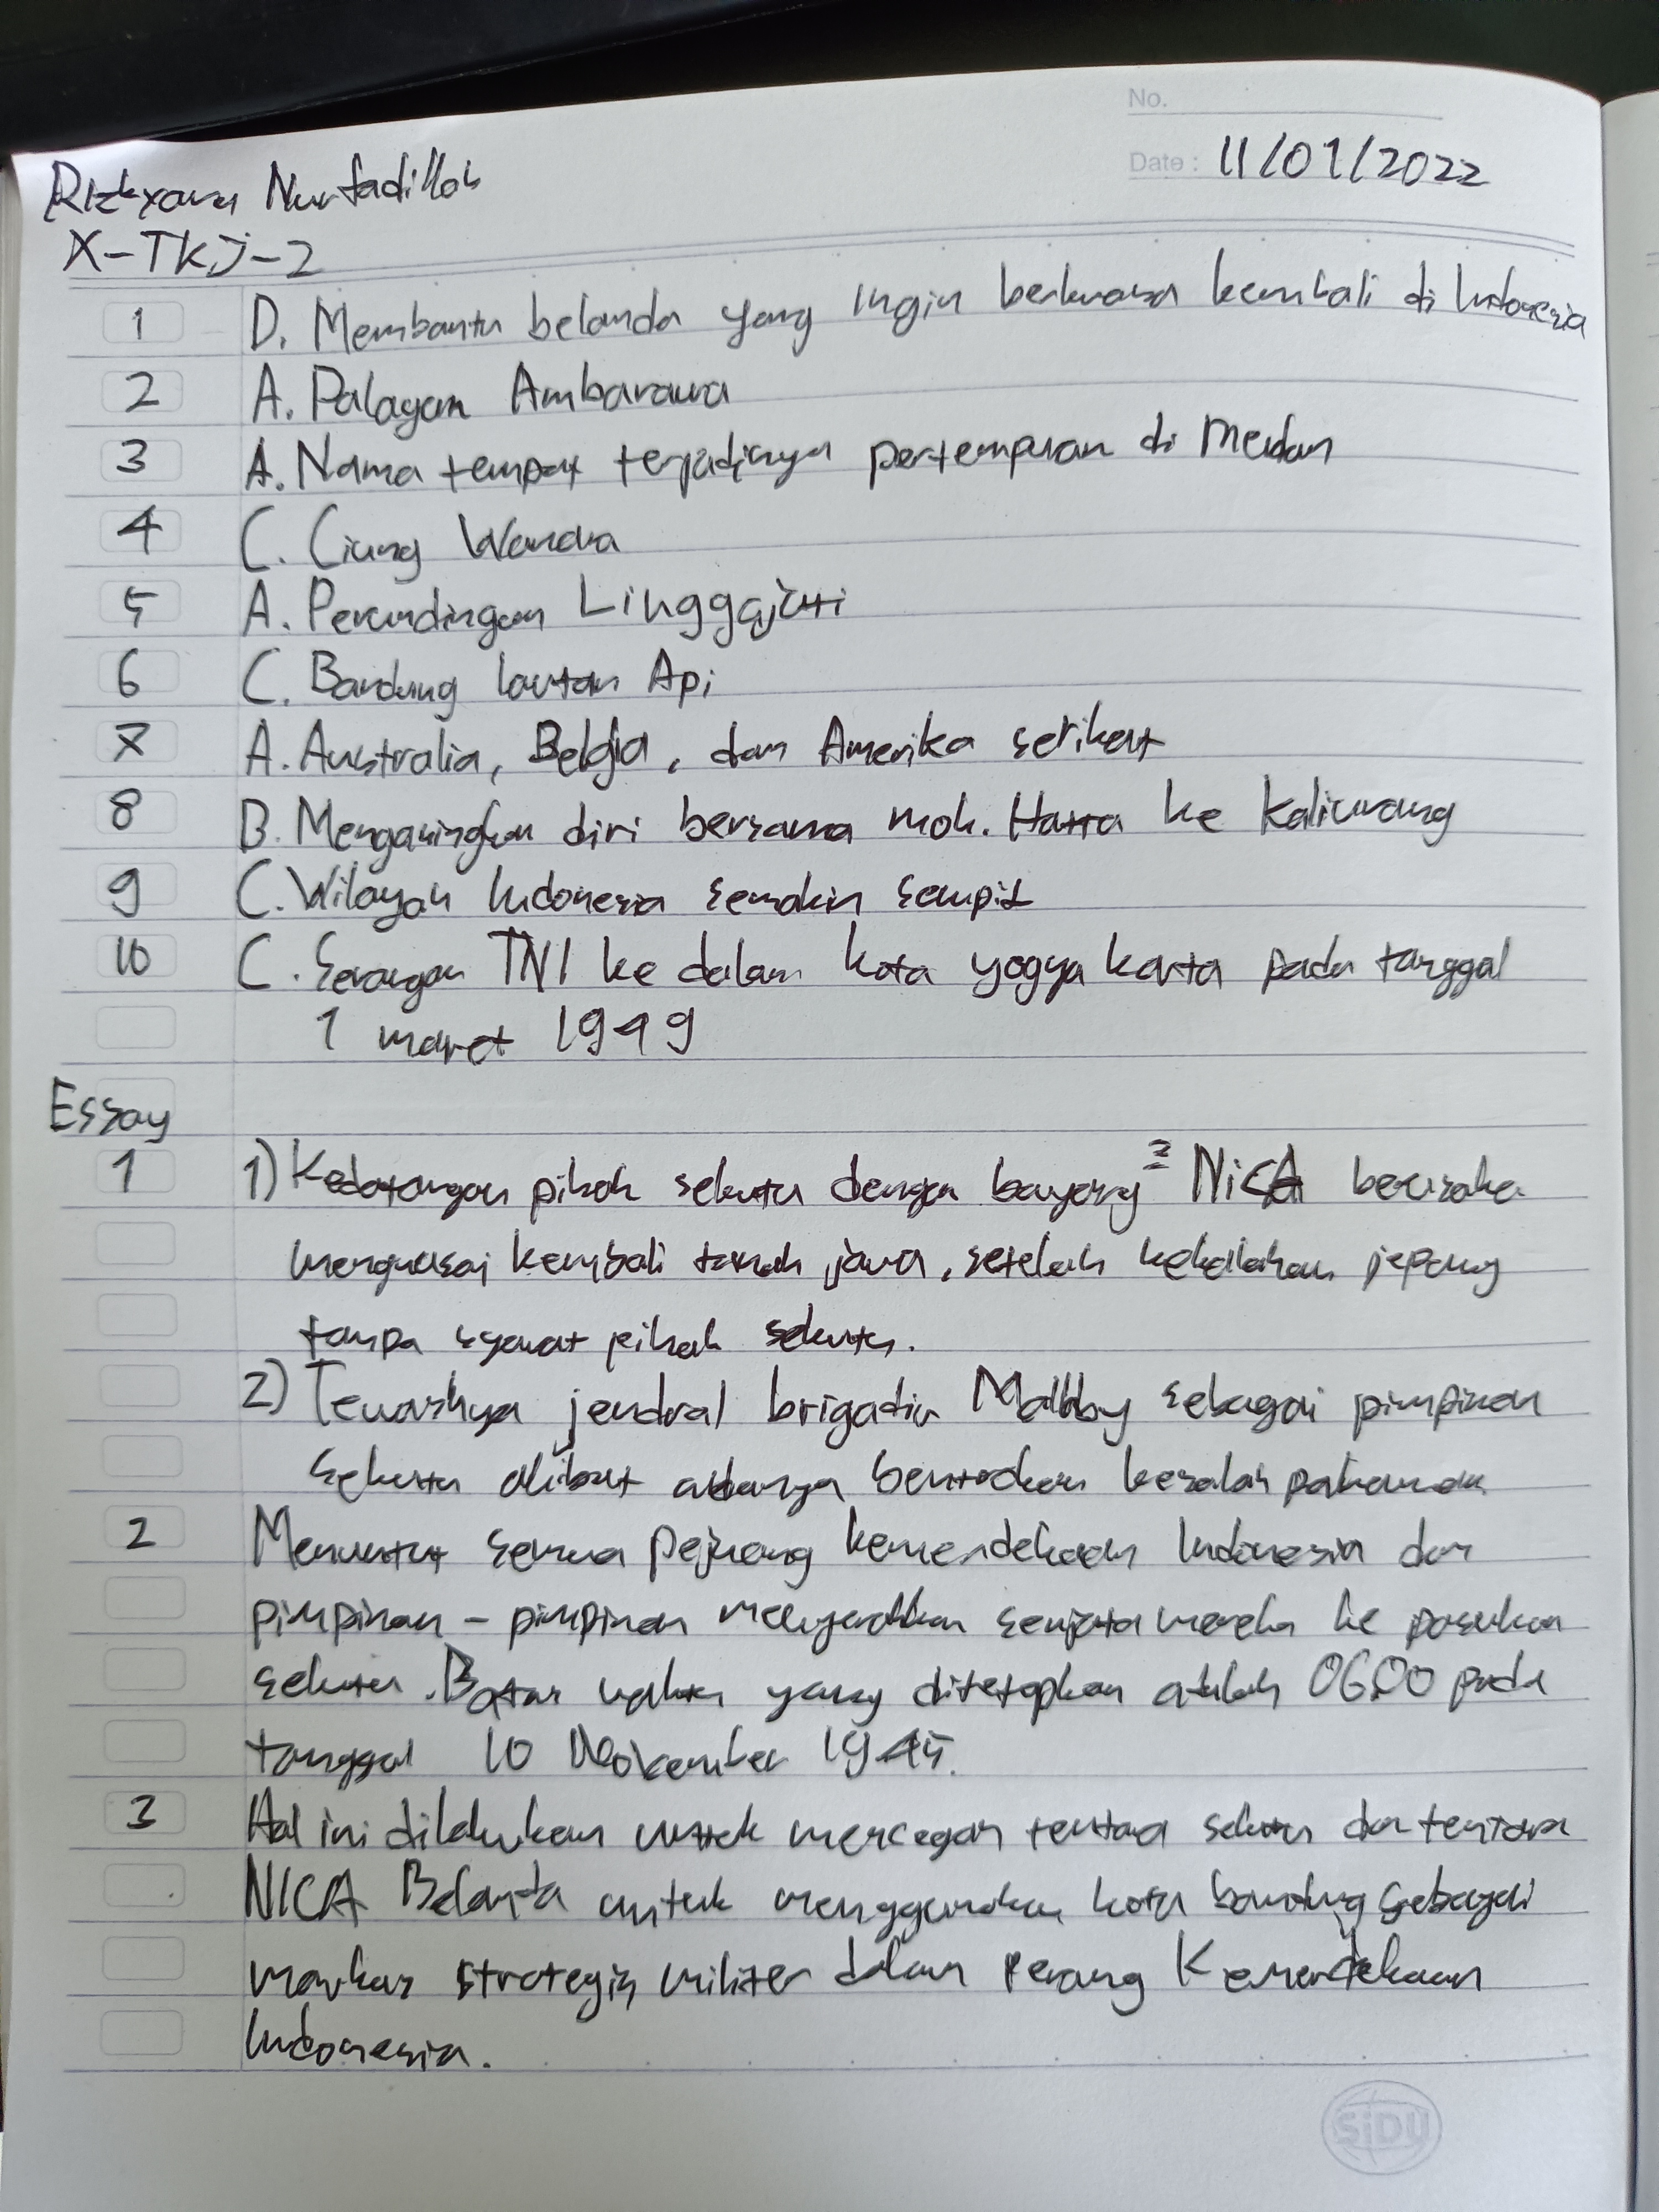 No.
Date : 11/01/2022
Nurfadillah
X-TKJ-2
1 D. Membantu belanda yang ingin berkuasa kembali di Indonesia
2 A. Palagan Ambarawa
3 A. Nama tempat terjadinya pertempuran di Medan
4 C. Ciung Wanara
5 A. Perundingan Linggajati
6 C. Bandung lautan Api
7 A. Australia, Belgia, dan Amerika serikat
8 B. Mengasingkan diri bersama moh. Hatta ke Kaliurang
9 C. Wilayah Indonesia semakin sempit
10 C. Serangan TNI ke dalam kota yogyakarta pada tanggal
1 maret 1949
Essay
1 1) Kedatangan pihak sekutu dengan bayang² NiCA berusaha
menguasai kembali tanah jawa, setelah kekalahan jepang
tanpa syarat pihak sekutu.
2) Tewasnya jendral brigadir Mallby sebagai pimpinan
sekutu akibat adanya bentrokan kesalah pahaman
2 Menuntut semua pejuang kemerdekaan Indonesia dan
pimpinan - pimpinan menyerahkan senjata mereka ke pasukan
sekutu. Batas waktu yang ditetapkan adalah 06.00 pada
tanggal 10 November 1945.
3 Hal ini dilakukan untuk mencegah tentara sekutu dan tentara
NICA Belanda untuk menggunakan kota bandung sebagai
markas strategis militer dalam perang Kemerdekaan
Indonesia.
SiDU